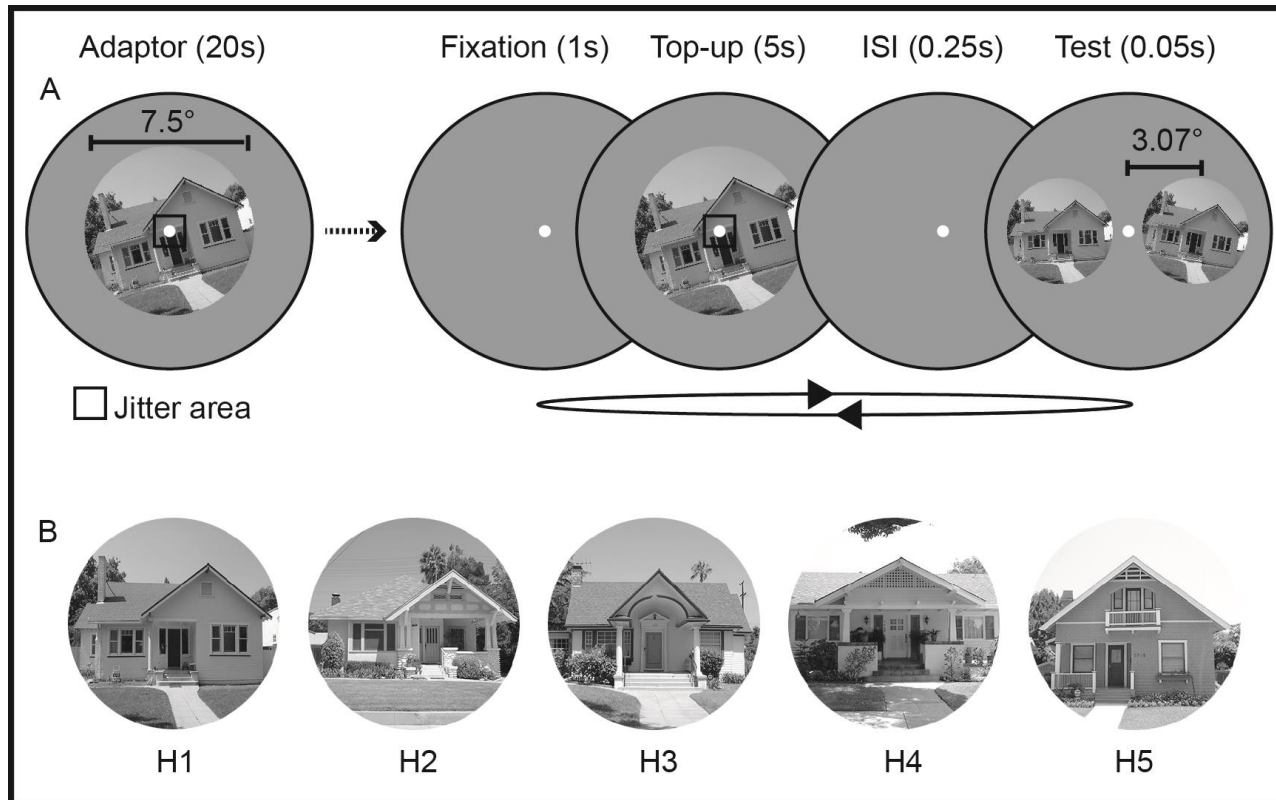 Adaptor (20s) Fixation (1s) Top-up (5s) ISI (0.25s) Test (0.05s)
A
7.5°
3.07°
Jitter area
B
H1 H2 H3 H4 H5